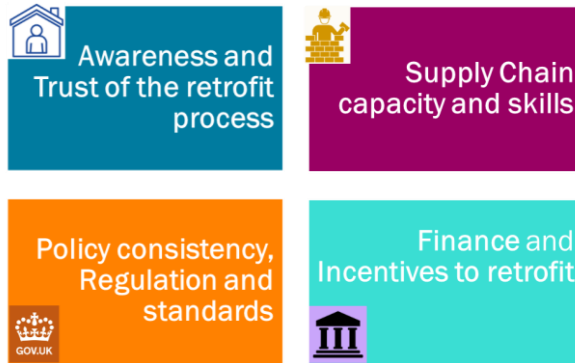 Awareness and
Trust of the retrofit
process
Supply Chain
capacity and skills
Policy consistency,
Regulation and
standards
GOV.UK
Finance and
Incentives to retrofit